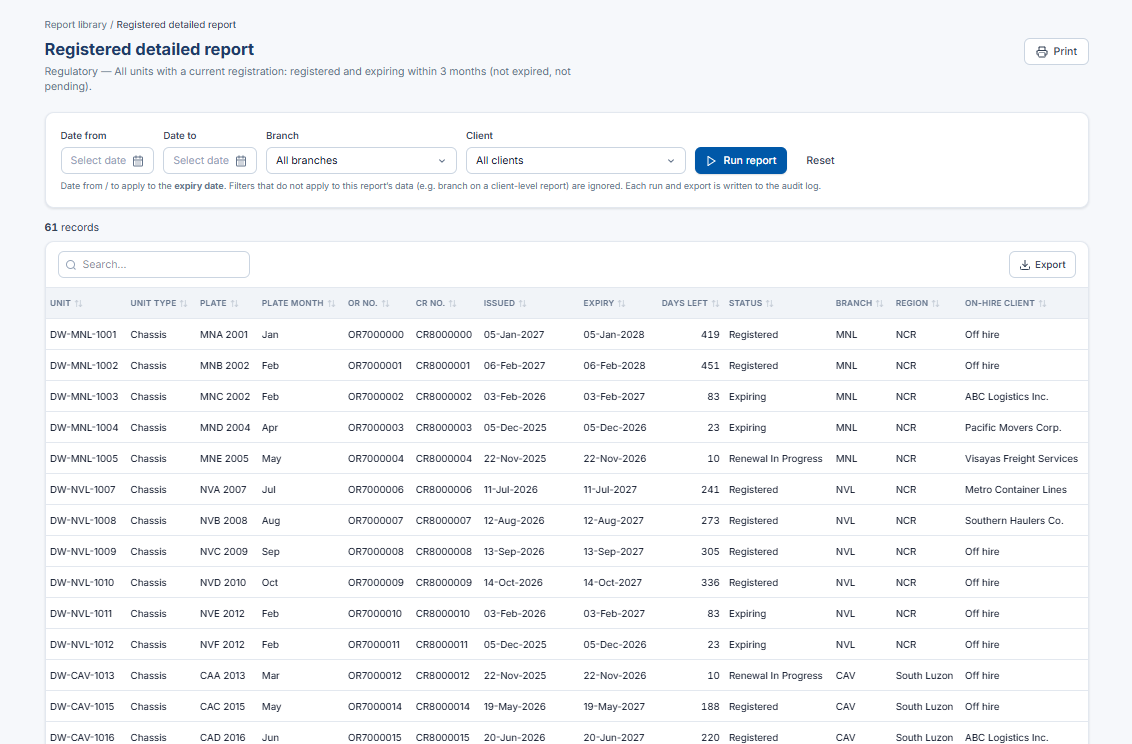 Report library / Registered detailed report
Registered detailed report
Print
Regulatory — All units with a current registration: registered and expiring within 3 months (not expired, not
pending).
Date from Date to Branch Client
Select date Select date All branches All clients Run report Reset
Date from / to apply to the expiry date. Filters that do not apply to this report's data (e.g. branch on a client-level report) are ignored. Each run and export is written to the audit log.
61 records
Search... Export
UNIT UNIT TYPE PLATE PLATE MONTH OR NO. CR NO. ISSUED EXPIRY DAYS LEFT STATUS BRANCH REGION ON-HIRE CLIENT
DW-MNL-1001 Chassis MNA 2001 Jan OR7000000 CR8000000 05-Jan-2027 05-Jan-2028 419 Registered MNL NCR Off hire
DW-MNL-1002 Chassis MNB 2002 Feb OR7000001 CR8000001 06-Feb-2027 06-Feb-2028 451 Registered MNL NCR Off hire
DW-MNL-1003 Chassis MNC 2002 Feb OR7000002 CR8000002 03-Feb-2026 03-Feb-2027 83 Expiring MNL NCR ABC Logistics Inc.
DW-MNL-1004 Chassis MND 2004 Apr OR7000003 CR8000003 05-Dec-2025 05-Dec-2026 23 Expiring MNL NCR Pacific Movers Corp.
DW-MNL-1005 Chassis MNE 2005 May OR7000004 CR8000004 22-Nov-2025 22-Nov-2026 10 Renewal In Progress MNL NCR Visayas Freight Services
DW-NVL-1007 Chassis NVA 2007 Jul OR7000006 CR8000006 11-Jul-2026 11-Jul-2027 241 Registered NVL NCR Metro Container Lines
DW-NVL-1008 Chassis NVB 2008 Aug OR7000007 CR8000007 12-Aug-2026 12-Aug-2027 273 Registered NVL NCR Southern Haulers Co.
DW-NVL-1009 Chassis NVC 2009 Sep OR7000008 CR8000008 13-Sep-2026 13-Sep-2027 305 Registered NVL NCR Off hire
DW-NVL-1010 Chassis NVD 2010 Oct OR7000009 CR8000009 14-Oct-2026 14-Oct-2027 336 Registered NVL NCR Off hire
DW-NVL-1011 Chassis NVE 2012 Feb OR7000010 CR8000010 03-Feb-2026 03-Feb-2027 83 Expiring NVL NCR Off hire
DW-NVL-1012 Chassis NVF 2012 Feb OR7000011 CR8000011 05-Dec-2025 05-Dec-2026 23 Expiring NVL NCR Off hire
DW-CAV-1013 Chassis CAA 2013 Mar OR7000012 CR8000012 22-Nov-2025 22-Nov-2026 10 Renewal In Progress CAV South Luzon Off hire
DW-CAV-1015 Chassis CAC 2015 May OR7000014 CR8000014 19-May-2026 19-May-2027 188 Registered CAV South Luzon Off hire
DW-CAV-1016 Chassis CAD 2016 Jun OR7000015 CR8000015 20-Jun-2026 20-Jun-2027 220 Registered CAV South Luzon ABC Logistics Inc.